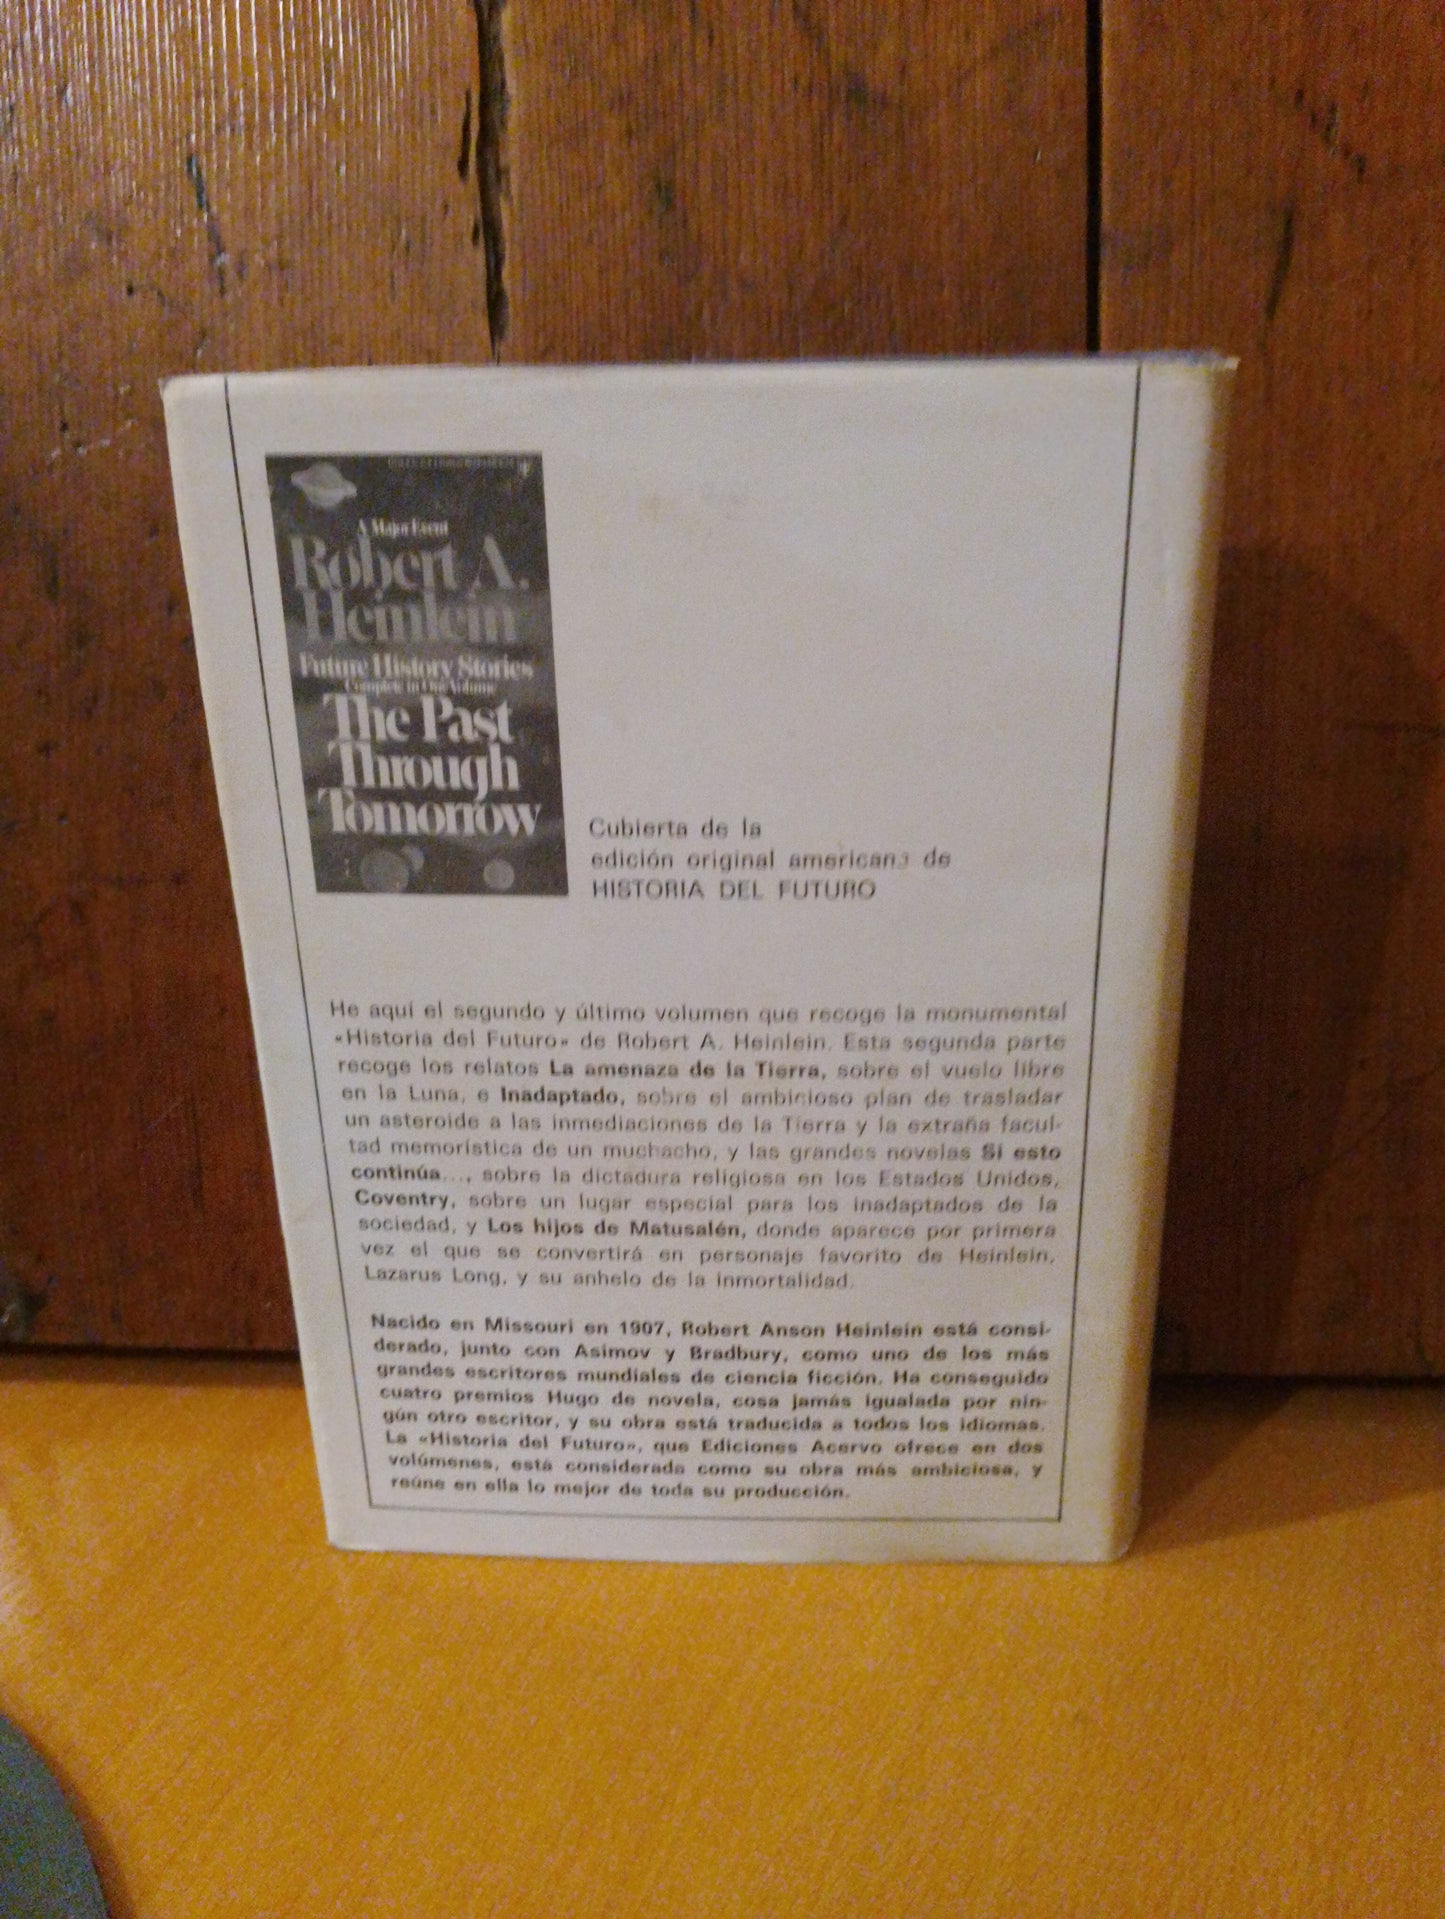 A Major Event
Robert A.
Heinlein
Future History Stories
Complete in One Volume
The Past
Through
Tomorrow
Cubierta de la
edición original americana de
HISTORIA DEL FUTURO
He aquí el segundo y último volumen que recoge la monumental
«Historia del Futuro» de Robert A. Heinlein. Esta segunda parte
recoge los relatos La amenaza de la Tierra, sobre el vuelo libre
en la Luna, e Inadaptado, sobre el ambicioso plan de trasladar
un asteroide a las inmediaciones de la Tierra y la extraña facul-
tad memorística de un muchacho, y las grandes novelas Si esto
continúa..., sobre la dictadura religiosa en los Estados Unidos,
Coventry, sobre un lugar especial para los inadaptados de la
sociedad, y Los hijos de Matusalén, donde aparece por primera
vez el que se convertirá en personaje favorito de Heinlein,
Lazarus Long, y su anhelo de la inmortalidad.
Nacido en Missouri en 1907, Robert Anson Heinlein está consi-
derado, junto con Asimov y Bradbury, como uno de los más
grandes escritores mundiales de ciencia ficción. Ha conseguido
cuatro premios Hugo de novela, cosa jamás igualada por nin-
gún otro escritor, y su obra está traducida a todos los idiomas.
La «Historia del Futuro», que Ediciones Acervo ofrece en dos
volúmenes, está considerada como su obra más ambiciosa, y
reúne en ella lo mejor de toda su producción.